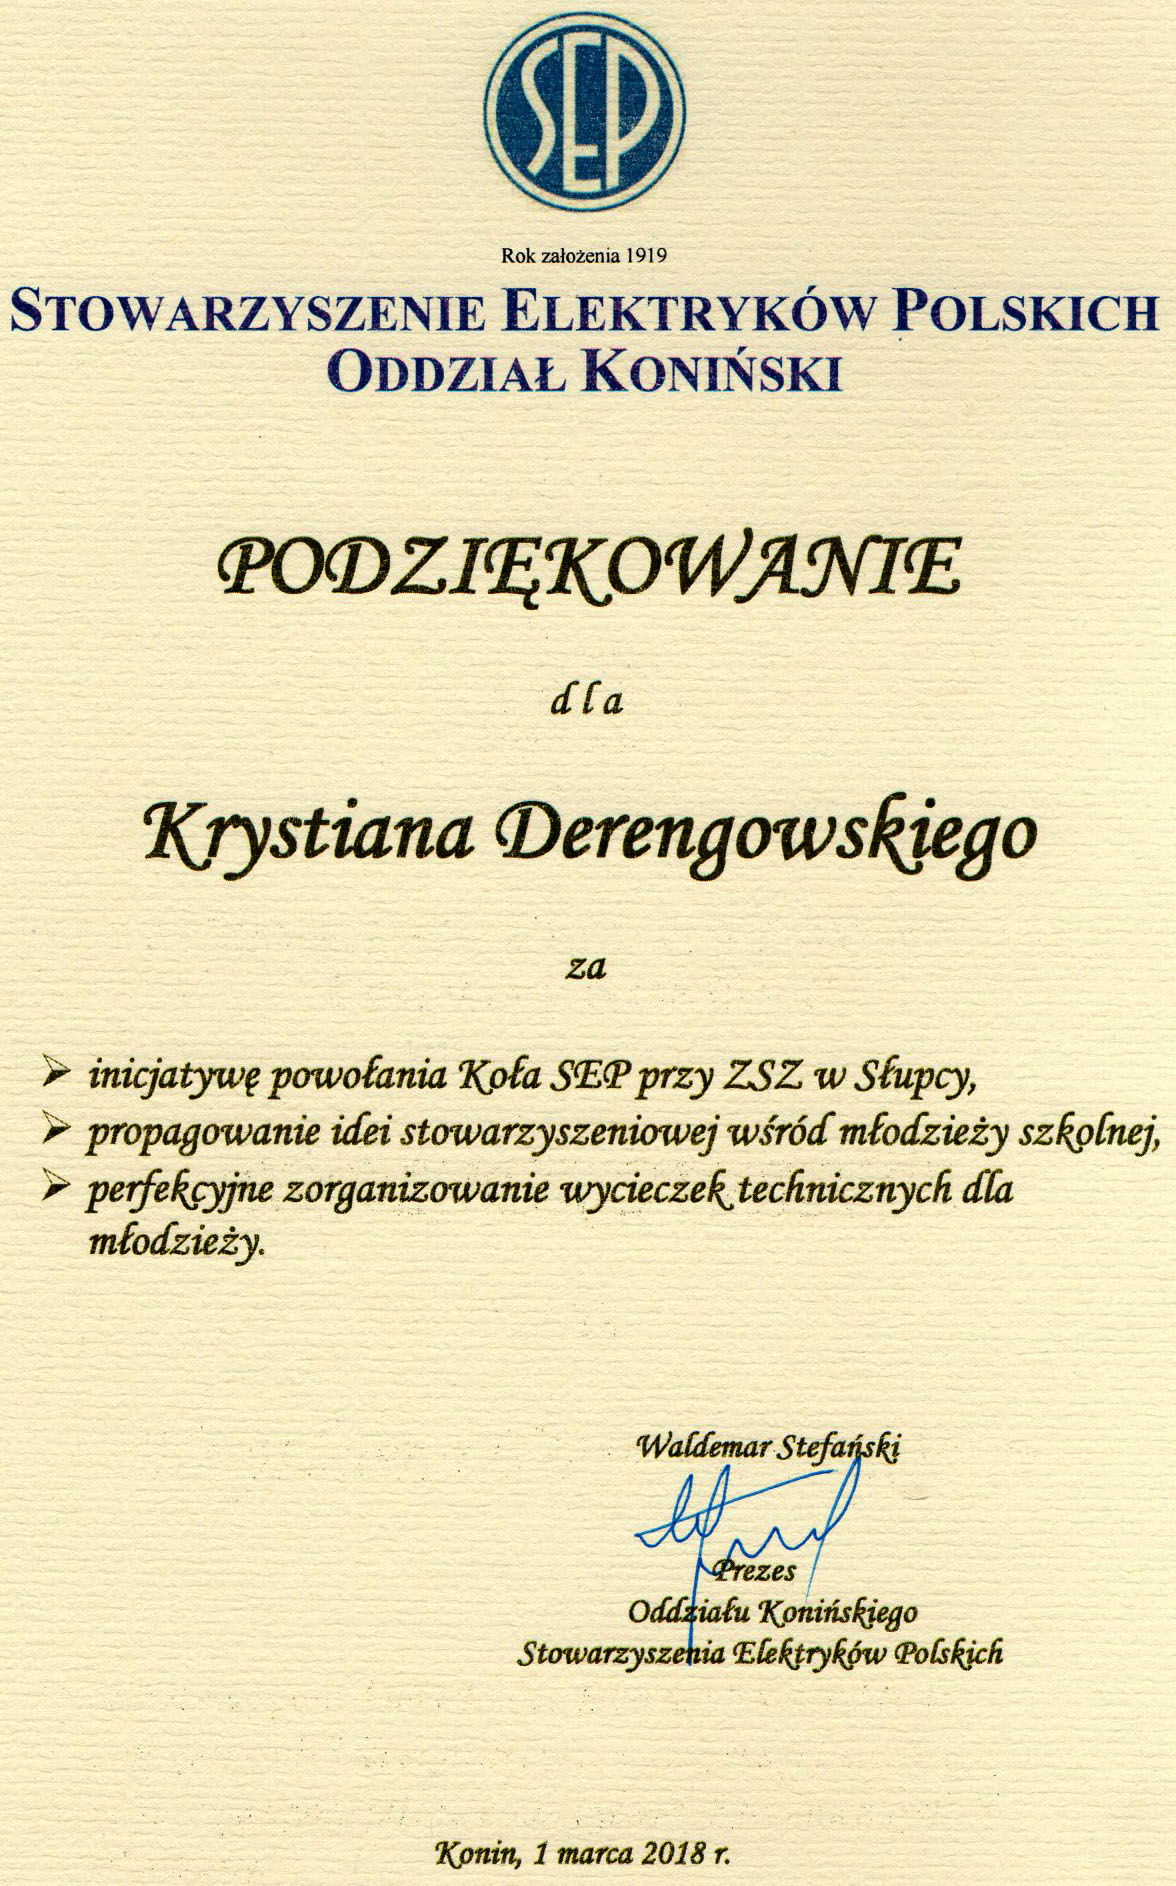 SEP
Rok założenia 1919
STOWARZYSZENIE ELEKTRYKÓW POLSKICH
ODDZIAŁ KONIŃSKI
PODZIĘKOWANIE
dla
Krystiana Derengowskiego
za
➢ inicjatywę powołania Koła SEP przy ZSZ w Słupcy,
➢ propagowanie idei stowarzyszeniowej wśród młodzieży szkolnej,
➢ perfekcyjne zorganizowanie wycieczek technicznych dla
młodzieży.
Waldemar Stefański
Prezes
Oddziału Konińskiego
Stowarzyszenia Elektryków Polskich
Konin, 1 marca 2018 r.